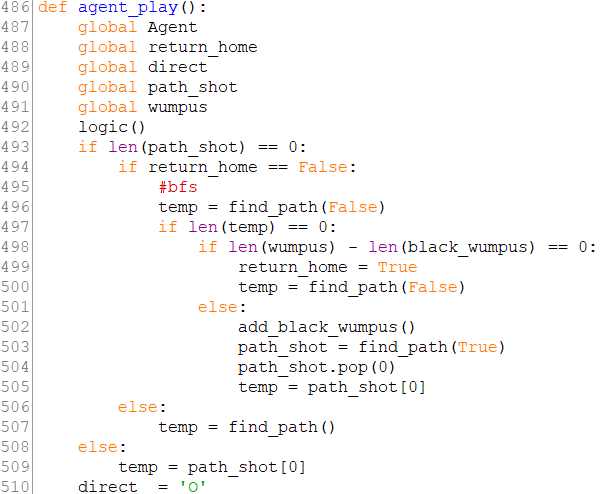 486 def agent_play():
487     global Agent
488     global return_home
489     global direct
490     global path_shot
491     global wumpus
492     logic()
493     if len(path_shot) == 0:
494         if return_home == False:
495             #bfs
496             temp = find_path(False)
497             if len(temp) == 0:
498                 if len(wumpus) - len(black_wumpus) == 0:
499                     return_home = True
500                     temp = find_path(False)
501                 else:
502                     add_black_wumpus()
503                     path_shot = find_path(True)
504                     path_shot.pop(0)
505                     temp = path_shot[0]
506         else:
507             temp = find_path()
508     else:
509         temp = path_shot[0]
510     direct  = 'O'